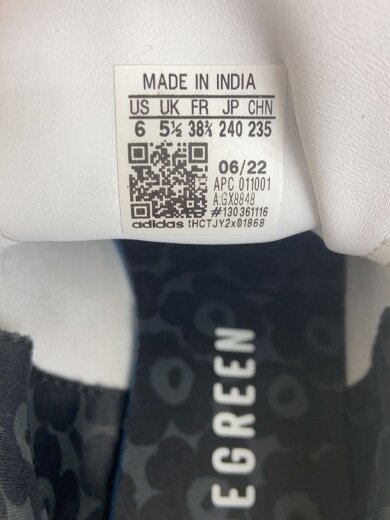 MADE IN INDIA
US UK FR JP CHN
6 5½ 38⅔ 240 235
06/22
APC 011001
A:GX8848
#130361116
adidas tHCTJY2xD1868
EGREEN